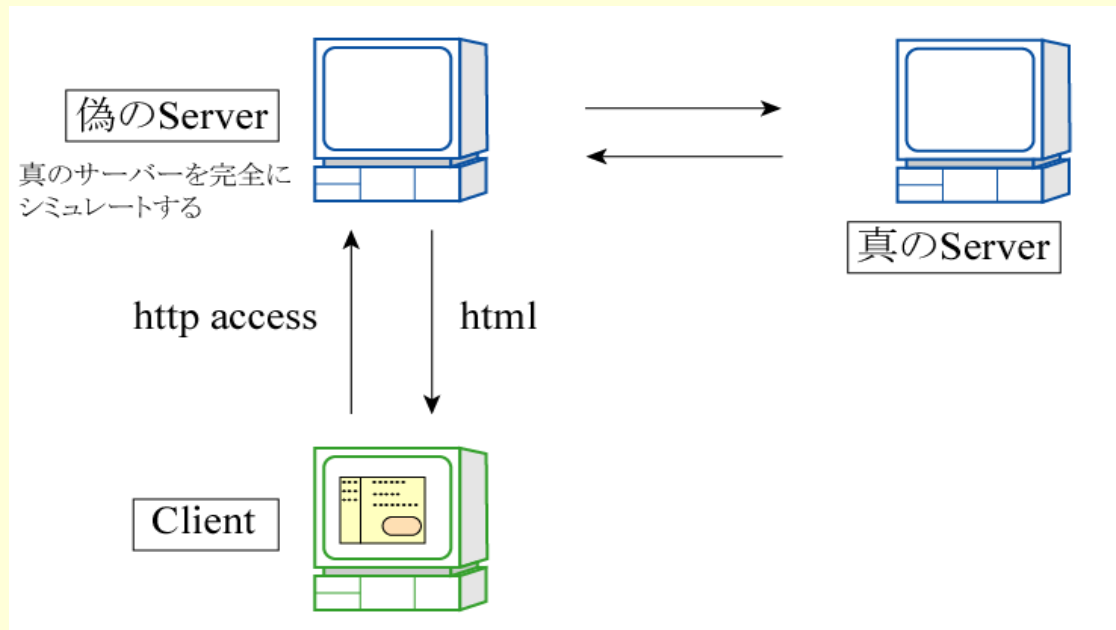 偽のServer
真のサーバーを完全に
シミュレートする
真のServer
http access
html
Client